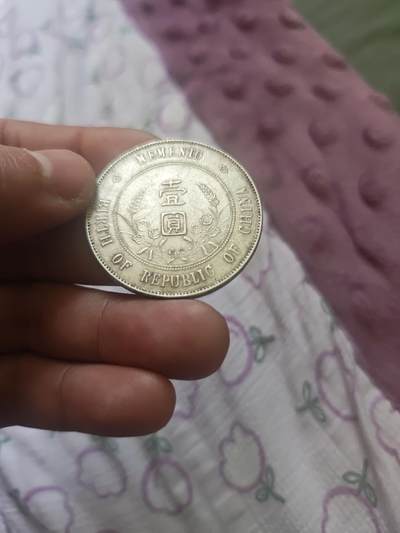 MEMENTO
BIRTH OF REPUBLIC OF CHINA
壹
圓